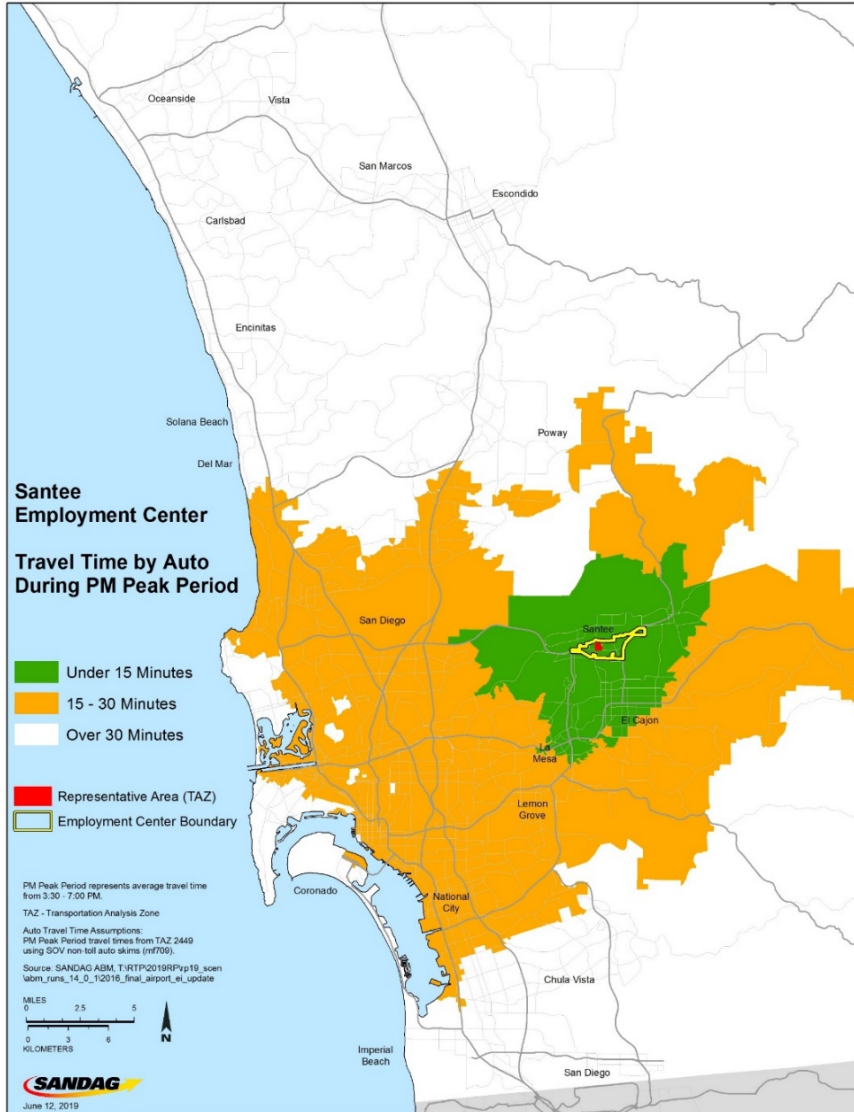 Oceanside
Vista
San Marcos
Escondido
Carlsbad
Encinitas
Solana Beach
Poway
Del Mar
Santee
Employment Center
Travel Time by Auto
During PM Peak Period
San Diego
Santee
Under 15 Minutes
15 - 30 Minutes
Over 30 Minutes
El Cajon
La
Mesa
Representative Area (TAZ)
Employment Center Boundary
Lemon
Grove
Coronado
National
City
PM Peak Period represents average travel time
from 3:30 - 7:00 PM.
TAZ - Transportation Analysis Zone
Auto Travel Time Assumptions:
PM Peak Period travel times from TAZ 2449
using SOV non-toll auto skims (mf709).
Source: SANDAG ABM, T:\RTP\2019RP\rp19_scen
\abm_runs_14_0_1\2016_final_airport_ei_update
Chula Vista
MILES
0 2.5 5
0 3 6
KILOMETERS
N
Imperial
Beach
San Diego
SANDAG
June 12, 2019